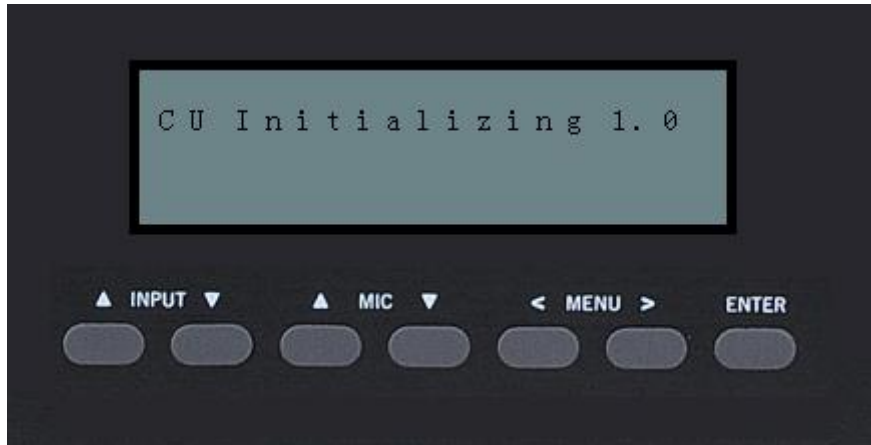 CU Initializing 1.0
▲ INPUT ▼ ▲ MIC ▼ < MENU > ENTER